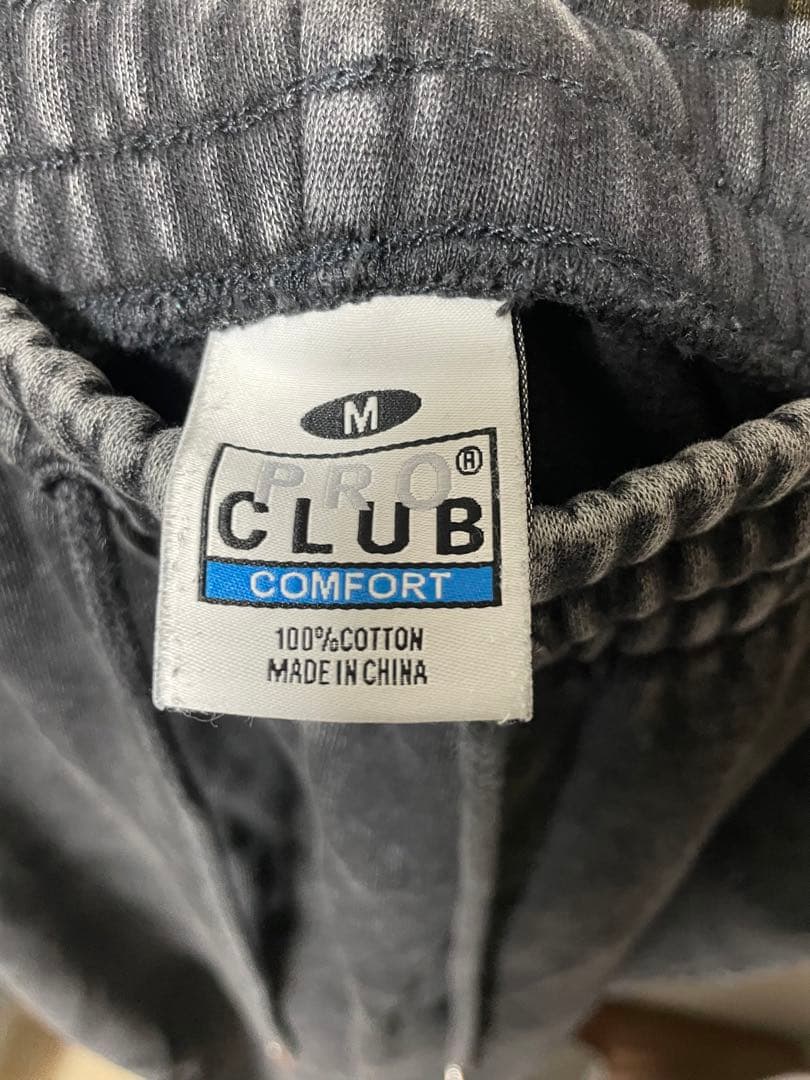 M
PRO®
CLUB
COMFORT
100%COTTON
MADE IN CHINA